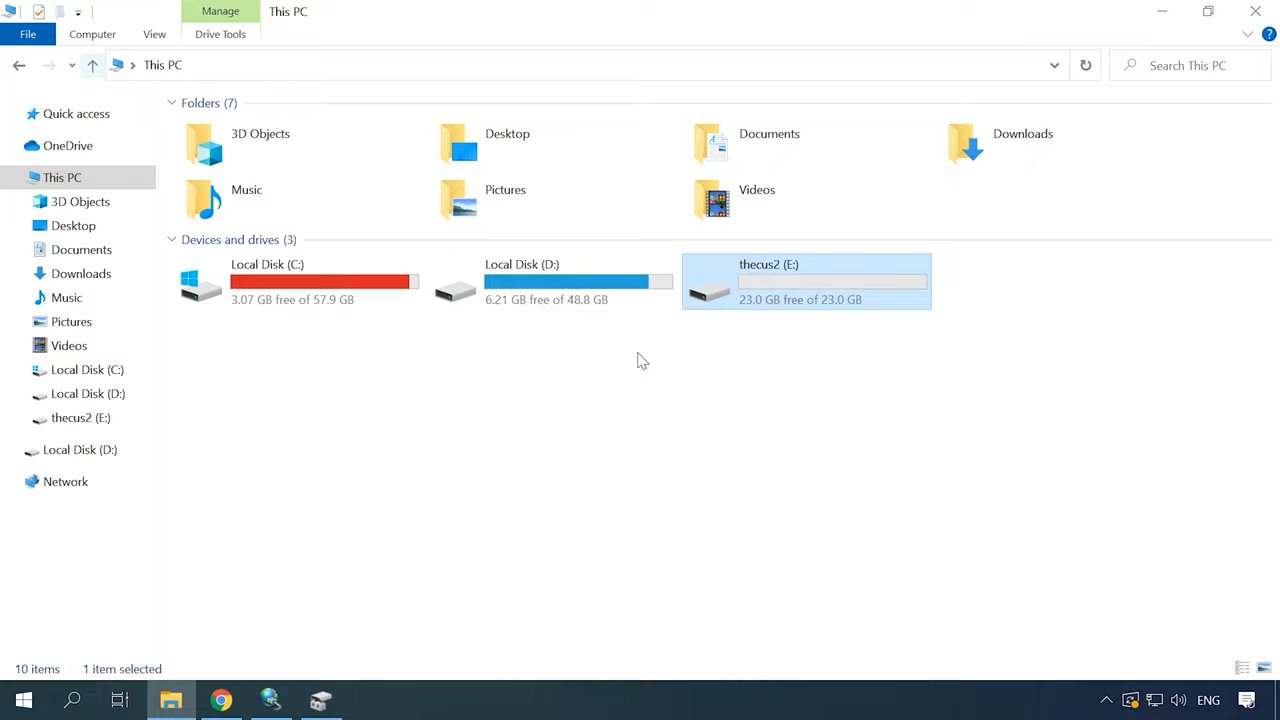 Manage
This PC
File
Computer
View
Drive Tools
This PC
Search This PC
Quick access
OneDrive
This PC
3D Objects
Desktop
Documents
Downloads
Music
Pictures
Videos
Local Disk (C:)
Local Disk (D:)
thecus2 (E:)
Local Disk (D:)
Network
Folders (7)
3D Objects
Desktop
Documents
Downloads
Music
Pictures
Videos
Devices and drives (3)
Local Disk (C:)
3.07 GB free of 57.9 GB
Local Disk (D:)
6.21 GB free of 48.8 GB
thecus2 (E:)
23.0 GB free of 23.0 GB
10 items
1 item selected
ENG